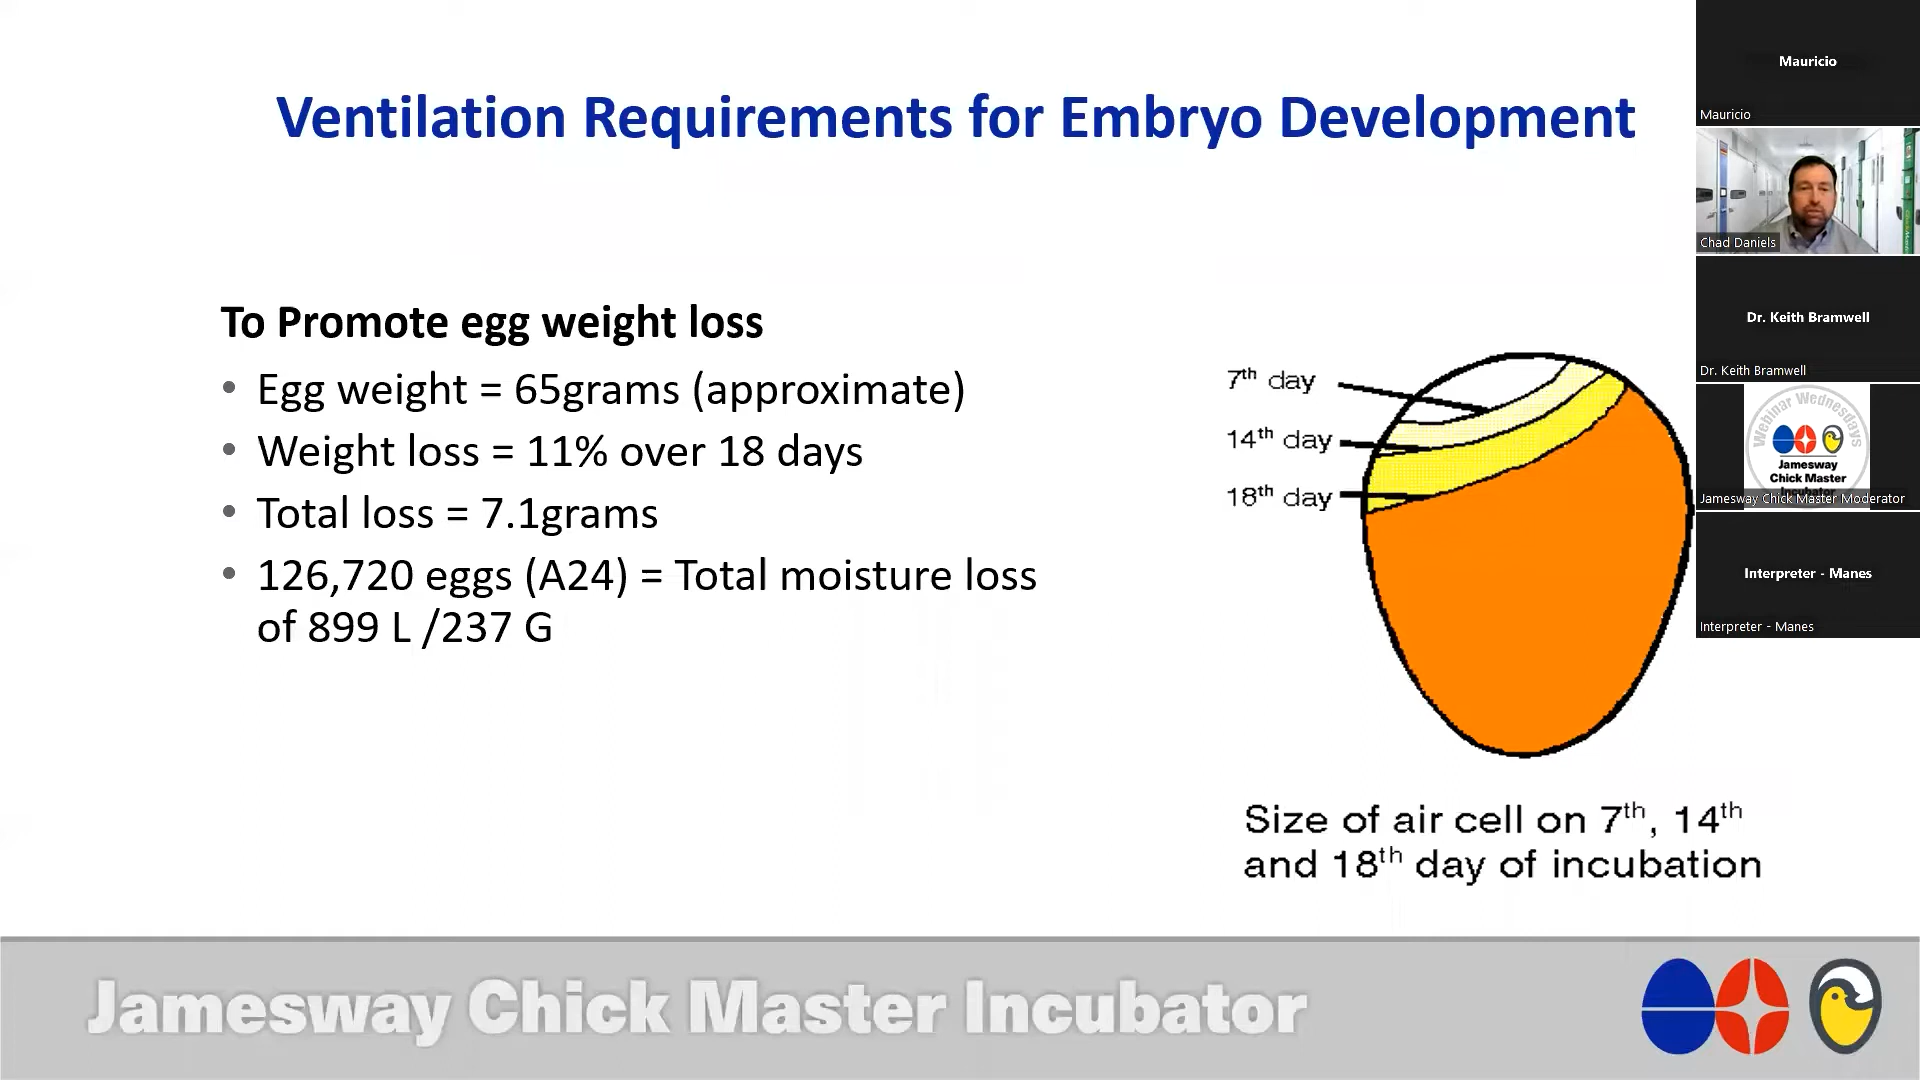 Ventilation Requirements for Embryo Development
To Promote egg weight loss
• Egg weight = 65grams (approximate)
• Weight loss = 11% over 18 days
• Total loss = 7.1grams
• 126,720 eggs (A24) = Total moisture loss
of 899 L /237 G
7th day
14th day
18th day
Size of air cell on 7th, 14th
and 18th day of incubation
Jamesway Chick Master Incubator
Mauricio
Mauricio
Chad Daniels
Dr. Keith Bramwell
Dr. Keith Bramwell
Webinar Wednesdays
Jamesway
Chick Master
Jamesway Chick Master Moderator
Interpreter - Manes
Interpreter - Manes